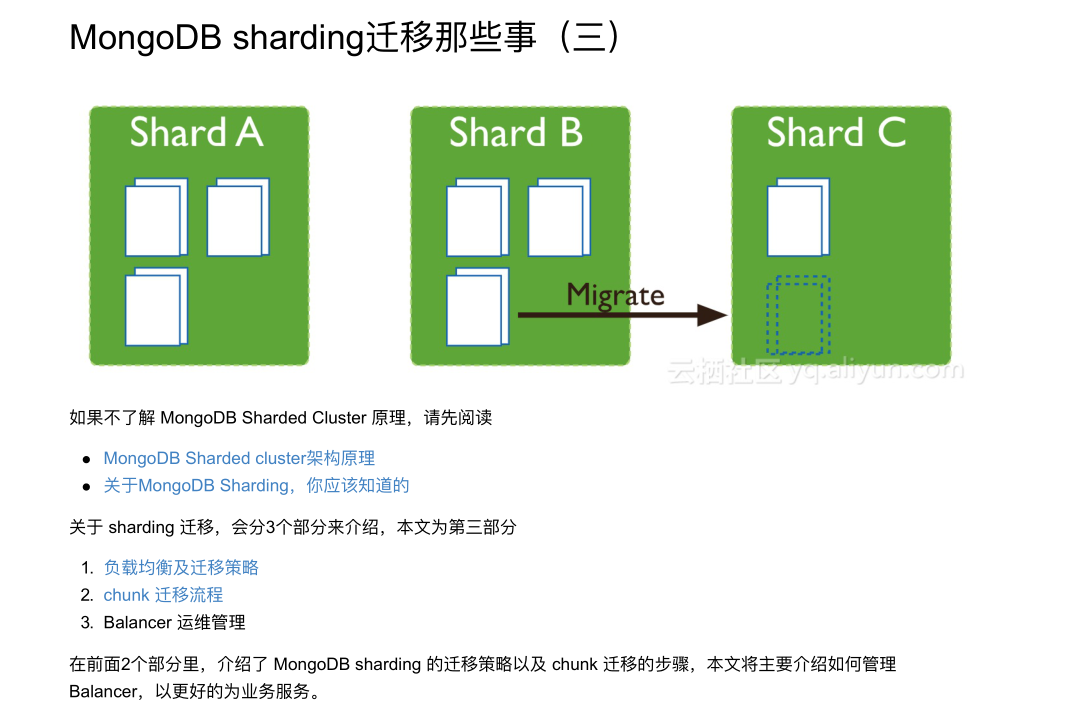 MongoDB sharding迁移那些事（三）
Shard A
Shard B
Shard C
Migrate
云栖社区 yq.aliyun.com
如果不了解 MongoDB Sharded Cluster 原理，请先阅读
● MongoDB Sharded cluster架构原理
● 关于MongoDB Sharding，你应该知道的
关于 sharding 迁移，会分3个部分来介绍，本文为第三部分
1. 负载均衡及迁移策略
2. chunk 迁移流程
3. Balancer 运维管理
在前面2个部分里，介绍了 MongoDB sharding 的迁移策略以及 chunk 迁移的步骤，本文将主要介绍如何管理
Balancer，以更好的为业务服务。